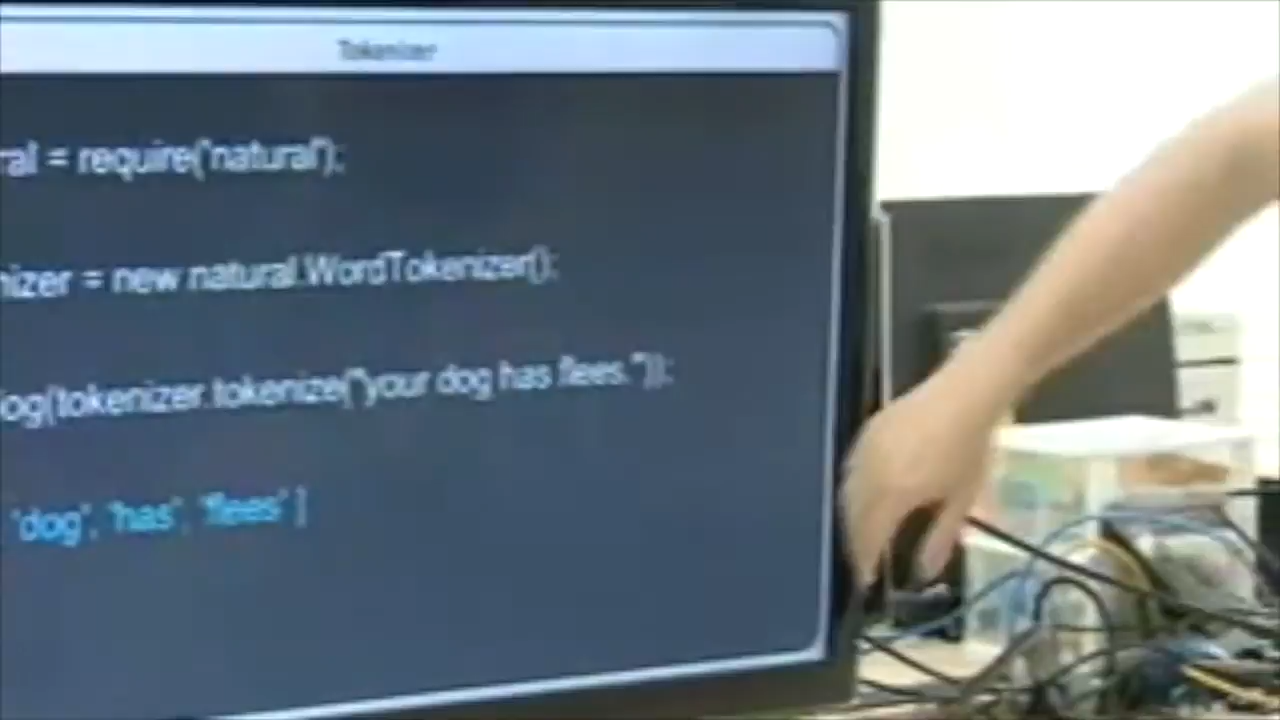 Tokenizer
ral = require('natural');
nizer = new natural.WordTokenizer();
log(tokenizer.tokenize("your dog has flees."));
'dog', 'has', 'flees' ]